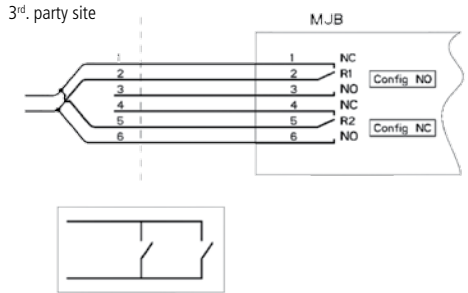 3rd. party site
MJB
1 1 NC
2 2 R1
Config NO
3 3 NO
4 4 NC
5 5 R2
Config NC
6 6 NO